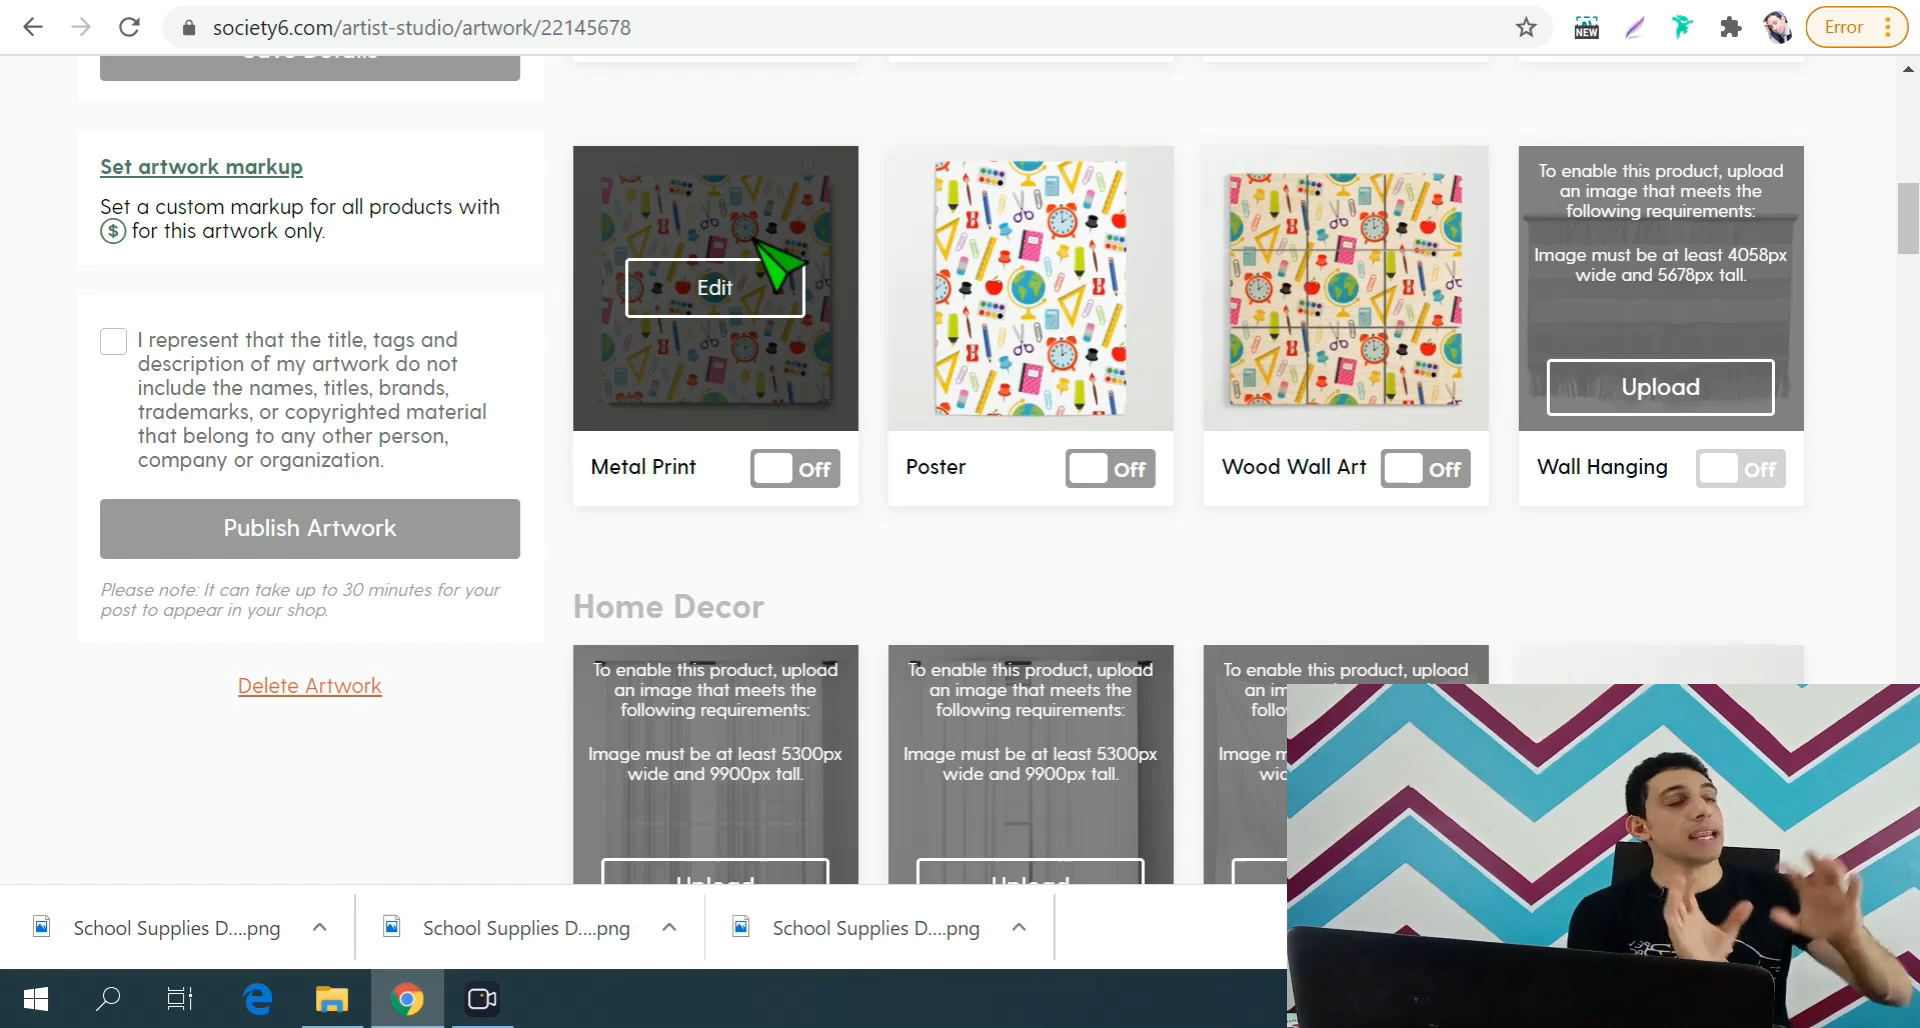 society6.com/artist-studio/artwork/22145678
NEW
Error
Save Details
Set artwork markup
Set a custom markup for all products with
$ for this artwork only.
I represent that the title, tags and
description of my artwork do not
include the names, titles, brands,
trademarks, or copyrighted material
that belong to any other person,
company or organization.
Publish Artwork
Please note: It can take up to 30 minutes for your
post to appear in your shop.
Delete Artwork
Edit
Metal Print
Off
Poster
Off
Wood Wall Art
Off
To enable this product, upload
an image that meets the
following requirements:
Image must be at least 4058px
wide and 5678px tall.
Upload
Wall Hanging
Off
Home Decor
To enable this product, upload
an image that meets the
following requirements:
Image must be at least 5300px
wide and 9900px tall.
Upload
To enable this product, upload
an image that meets the
following requirements:
Image must be at least 5300px
wide and 9900px tall.
Upload
To enable this product, upload
School Supplies D....png
School Supplies D....png
School Supplies D....png